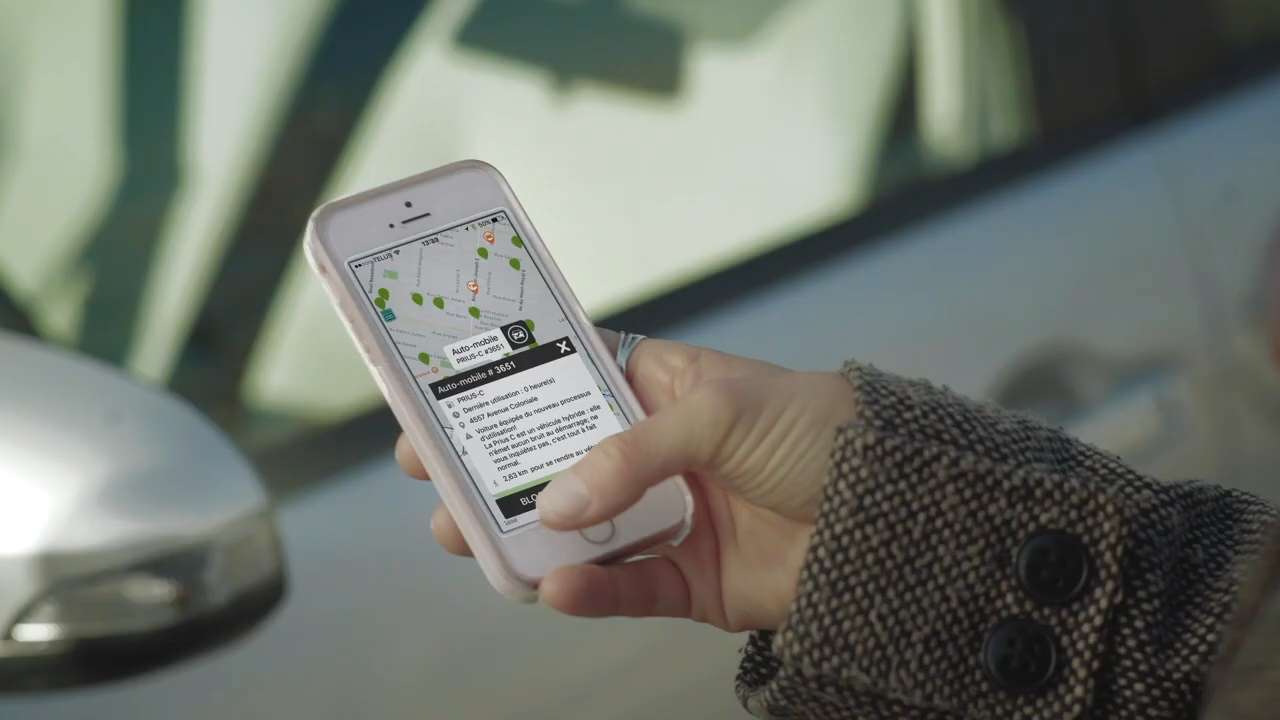 TELUS
13:39
50%
Auto-mobile
PRIUS-C #3651
Auto-mobile # 3651
PRIUS-C
Dernière utilisation : 0 heure(s)
4557 Avenue Coloniale
Voiture équipée du nouveau processus
d'utilisation!
La Prius C est un véhicule hybride : elle
n'émet aucun bruit au démarrage; ne
vous inquiétez pas, c'est tout à fait
normal.
2,63 km pour se rendre au